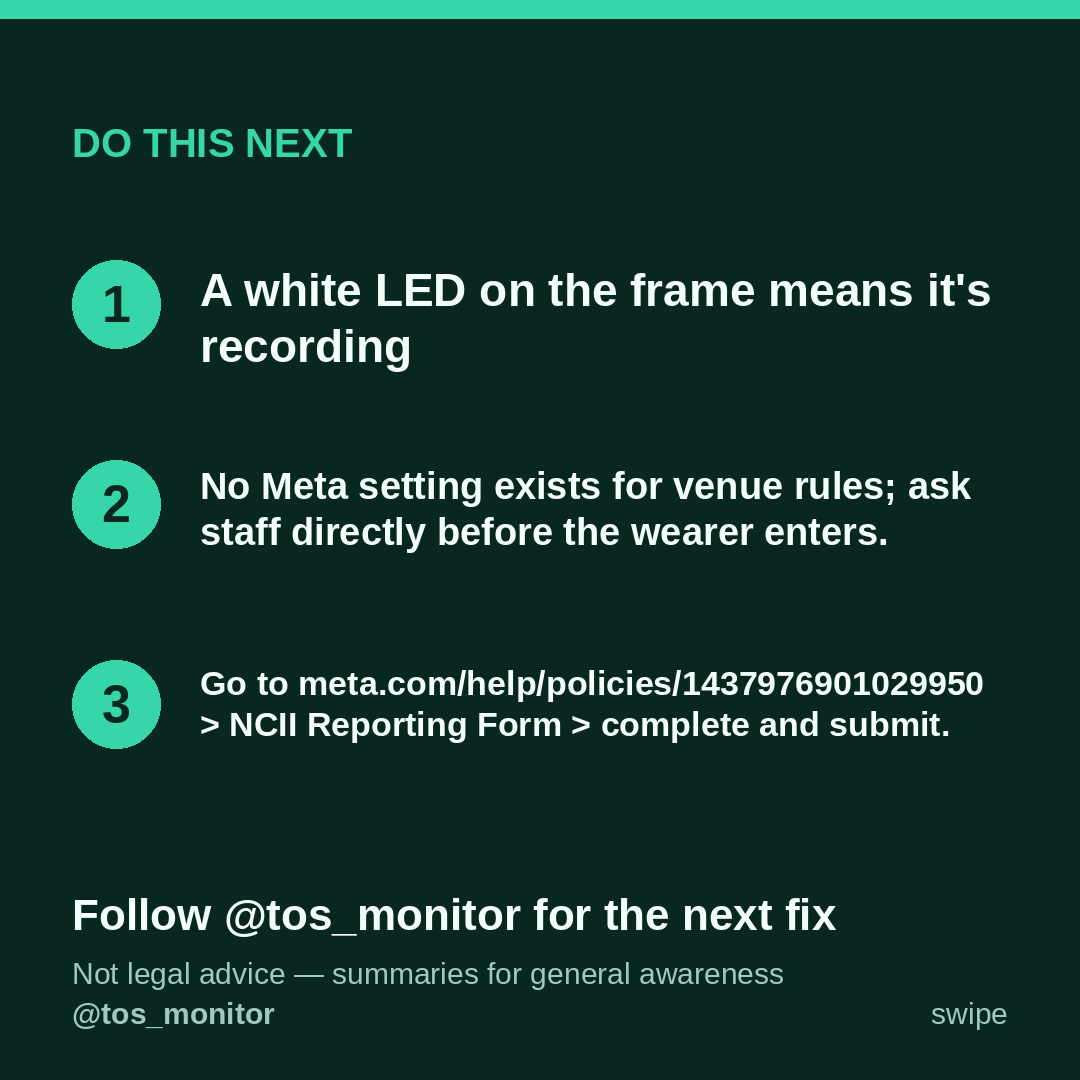 DO THIS NEXT
1
A white LED on the frame means it's
recording
2
No Meta setting exists for venue rules; ask
staff directly before the wearer enters.
3
Go to meta.com/help/policies/1437976901029950
> NCII Reporting Form > complete and submit.
Follow @tos_monitor for the next fix
Not legal advice — summaries for general awareness
@tos_monitor
swipe